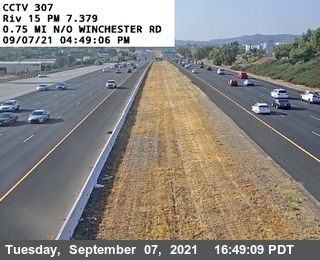 CCTV 307
Riv 15 PM 7.379
0.75 MI N/O WINCHESTER RD
09/07/21 04:49:06 PM
Tuesday, September 07, 2021 16:49:09 PDT